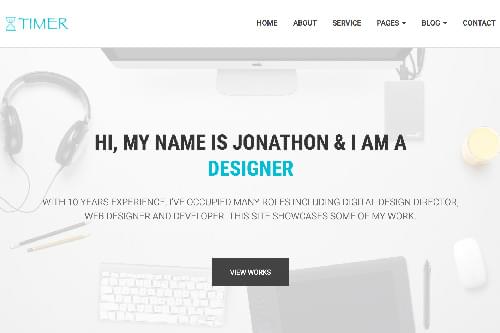 TIMER
HOME ABOUT SERVICE PAGES BLOG CONTACT
HI, MY NAME IS JONATHON & I AM A
DESIGNER
WITH 10 YEARS EXPERIENCE, I'VE OCCUPIED MANY ROLES INCLUDING DIGITAL DESIGN DIRECTOR,
WEB DESIGNER AND DEVELOPER. THIS SITE SHOWCASES SOME OF MY WORK.
VIEW WORKS